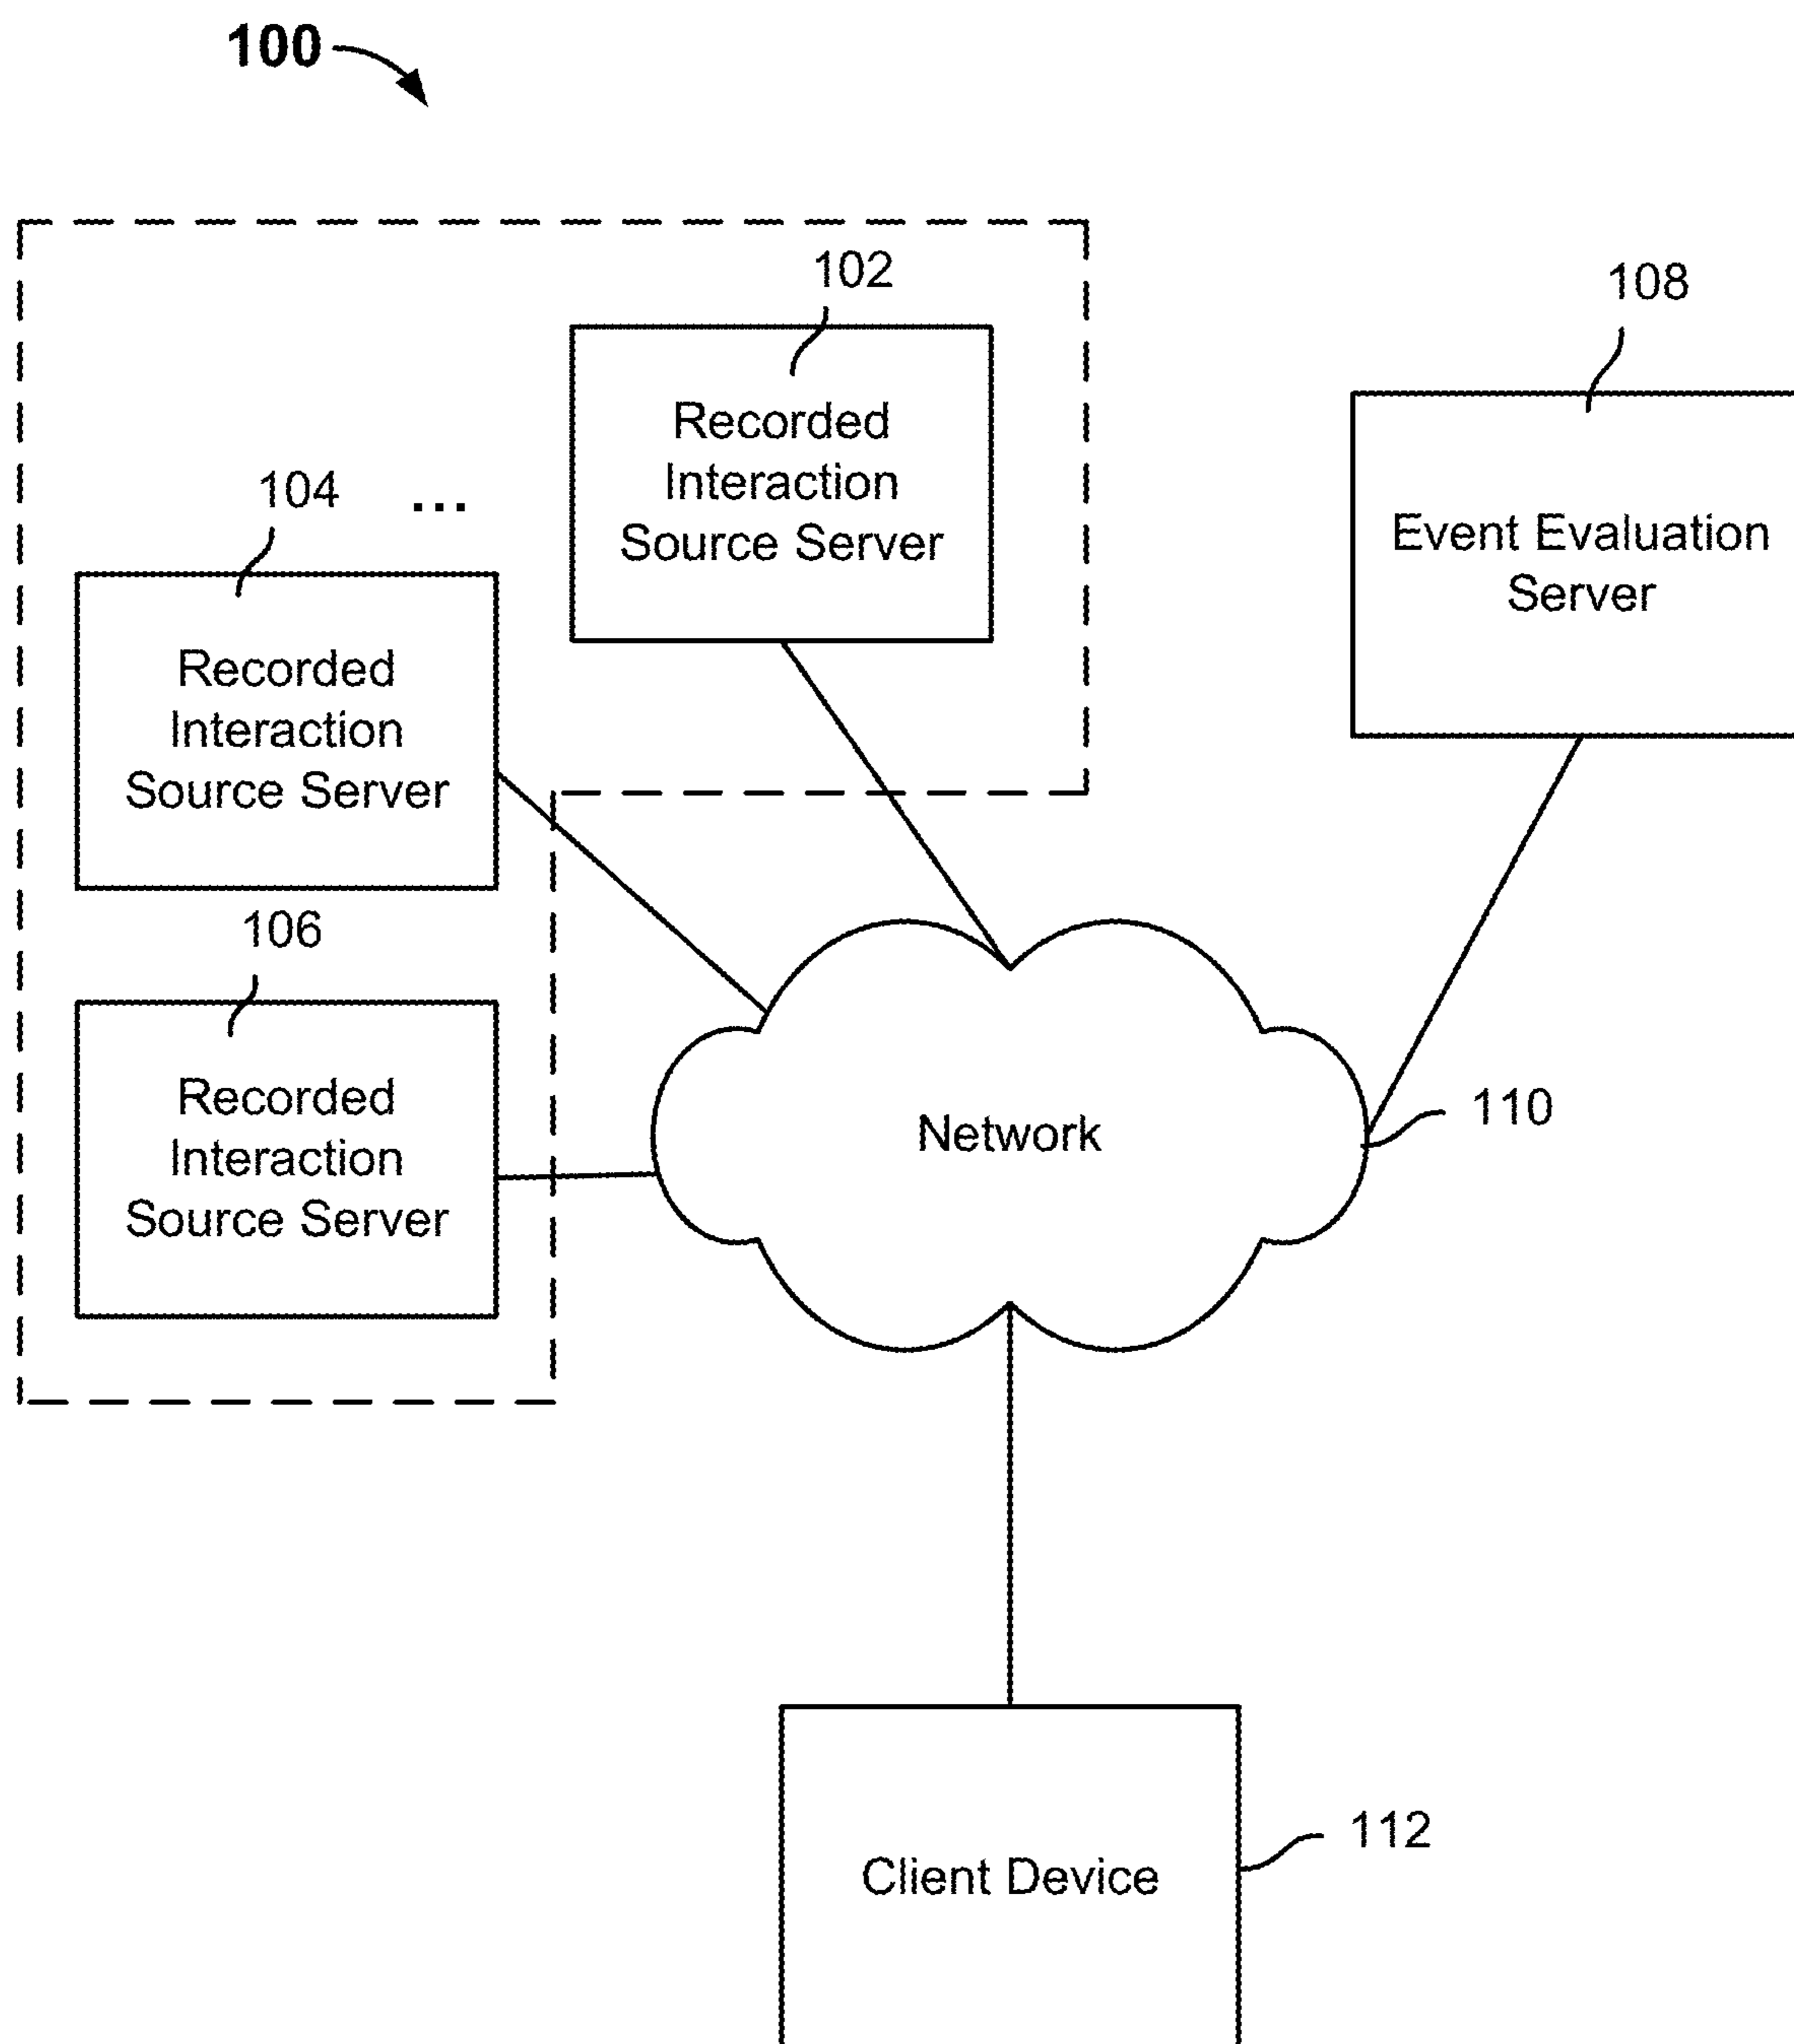 100
102
Recorded
Interaction
Source Server
108
Event Evaluation
Server
104 ...
Recorded
Interaction
Source Server
106
Recorded
Interaction
Source Server
Network
110
Client Device
112